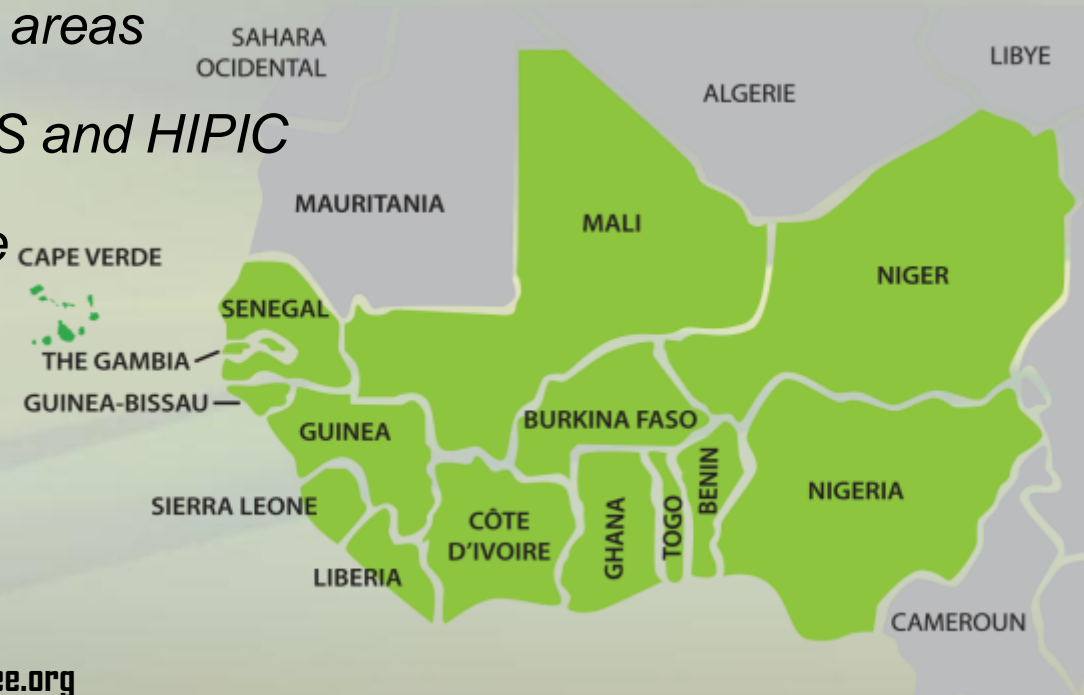 areas
SAHARA
OCIDENTAL
LIBYE
ALGERIE
S and HIPIC
MAURITANIA
MALI
e
CAPE VERDE
NIGER
SENEGAL
THE GAMBIA
GUINEA-BISSAU
BURKINA FASO
GUINEA
BENIN
NIGERIA
SIERRA LEONE
CÔTE
D'IVOIRE
GHANA
TOGO
LIBERIA
CAMEROUN
ee.org